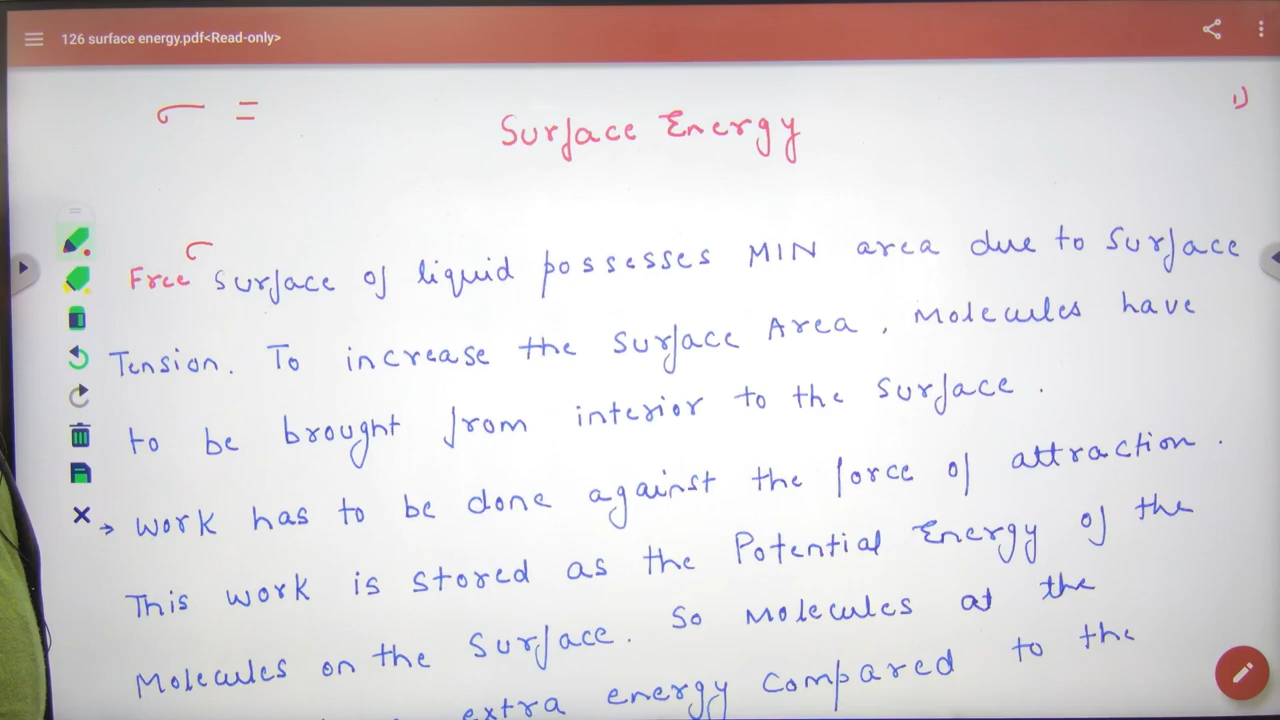 126 surface energy.pdf<Read-only>
σ =
Surface Energy
1)
σ
Free surface of liquid possesses MIN area due to surface
Tension. To increase the surface Area, Molecules have
to be brought from interior to the surface.
→ work has to be done against the force of attraction.
This work is stored as the Potential Energy of the
Molecules on the surface. So Molecules at the
extra energy compared to the